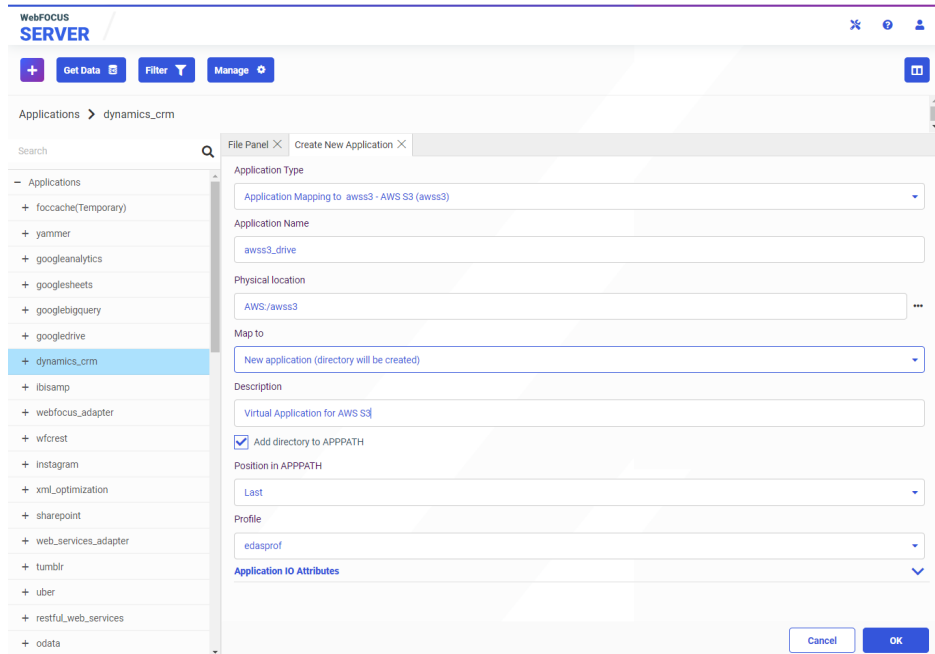 WebFOCUS
SERVER
Get Data
Filter
Manage
Applications > dynamics_crm
Search
Applications
foccache(Temporary)
yammer
googleanalytics
googlesheets
googlebigquery
googledrive
dynamics_crm
ibisamp
webfocus_adapter
wfcrest
instagram
xml_optimization
sharepoint
web_services_adapter
tumblr
uber
restful_web_services
odata
File Panel
Create New Application
Application Type
Application Mapping to awss3 - AWS S3 (awss3)
Application Name
awss3_drive
Physical location
AWS:/awss3
Map to
New application (directory will be created)
Description
Virtual Application for AWS S3
Add directory to APPPATH
Position in APPPATH
Last
Profile
edasprof
Application IO Attributes
Cancel
OK